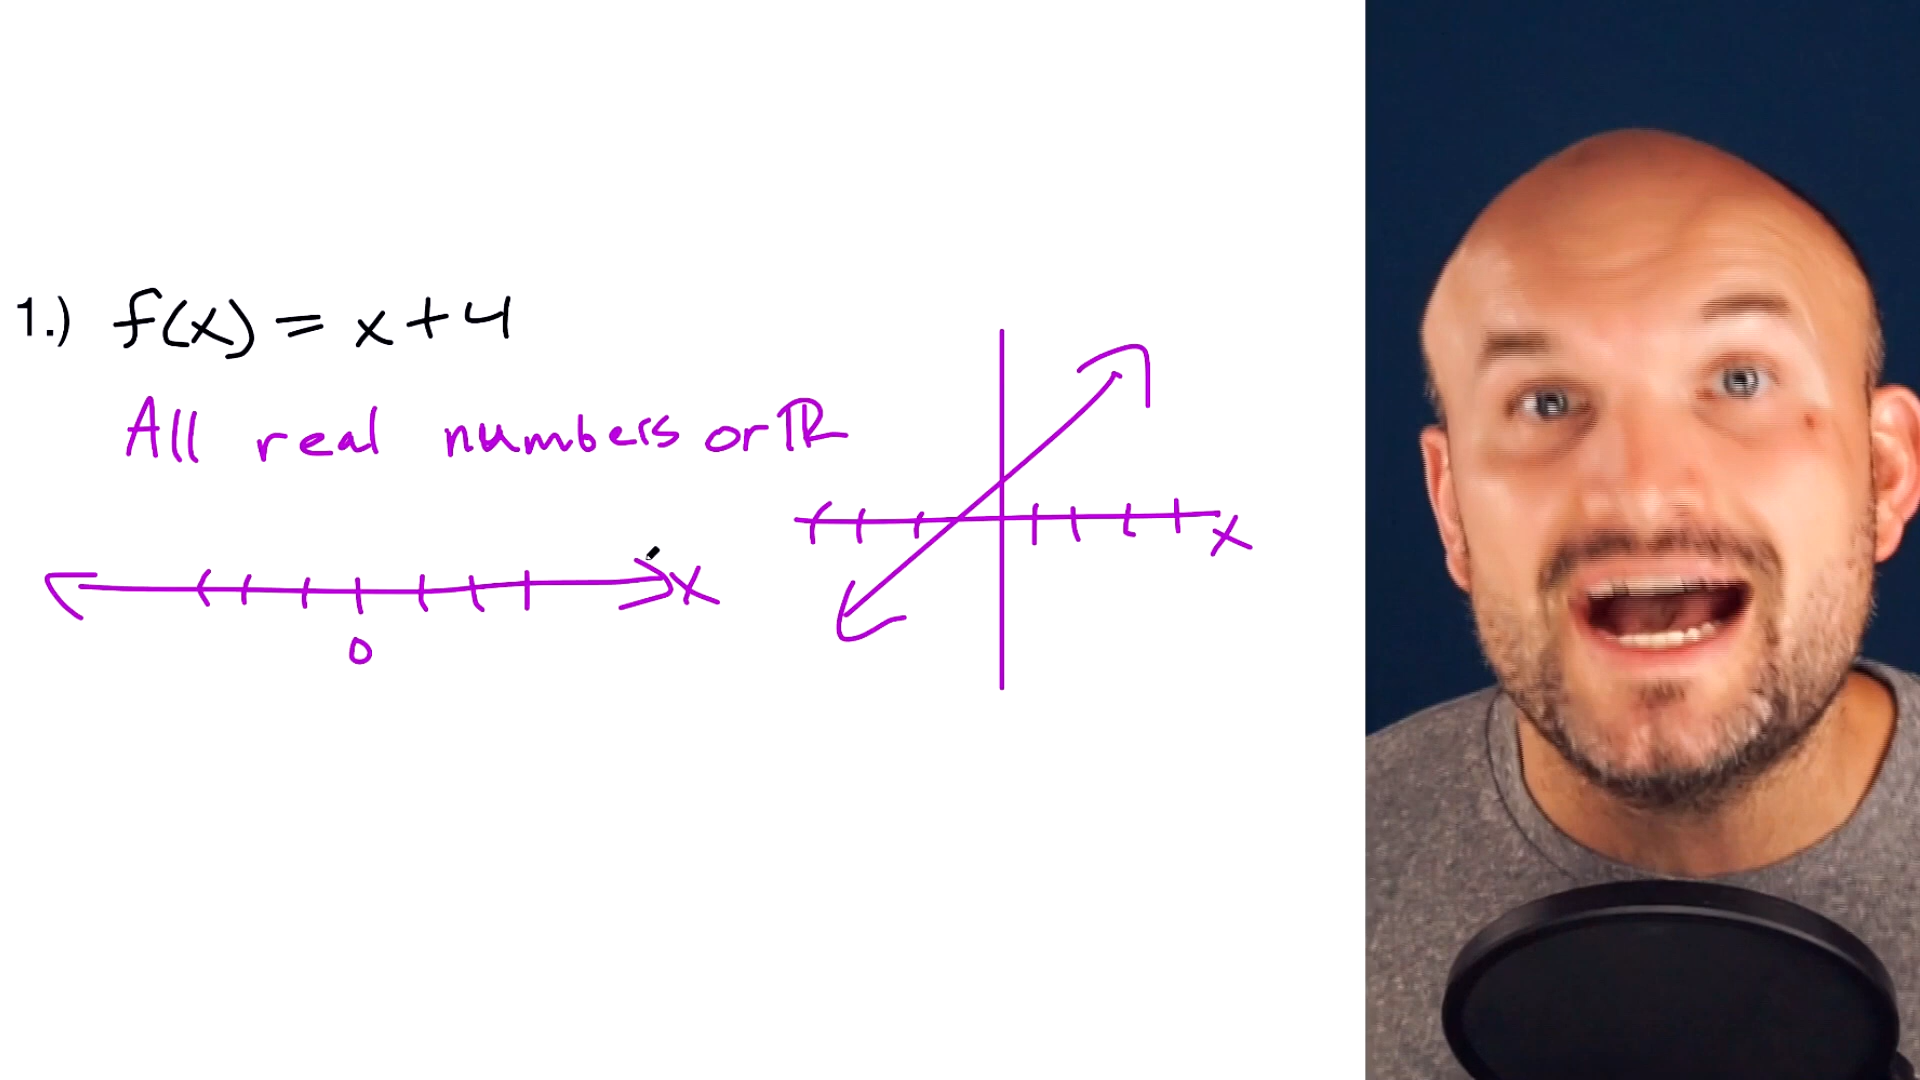 1.) f(x) = x+4
All real numbers or ℝ
x
0
x